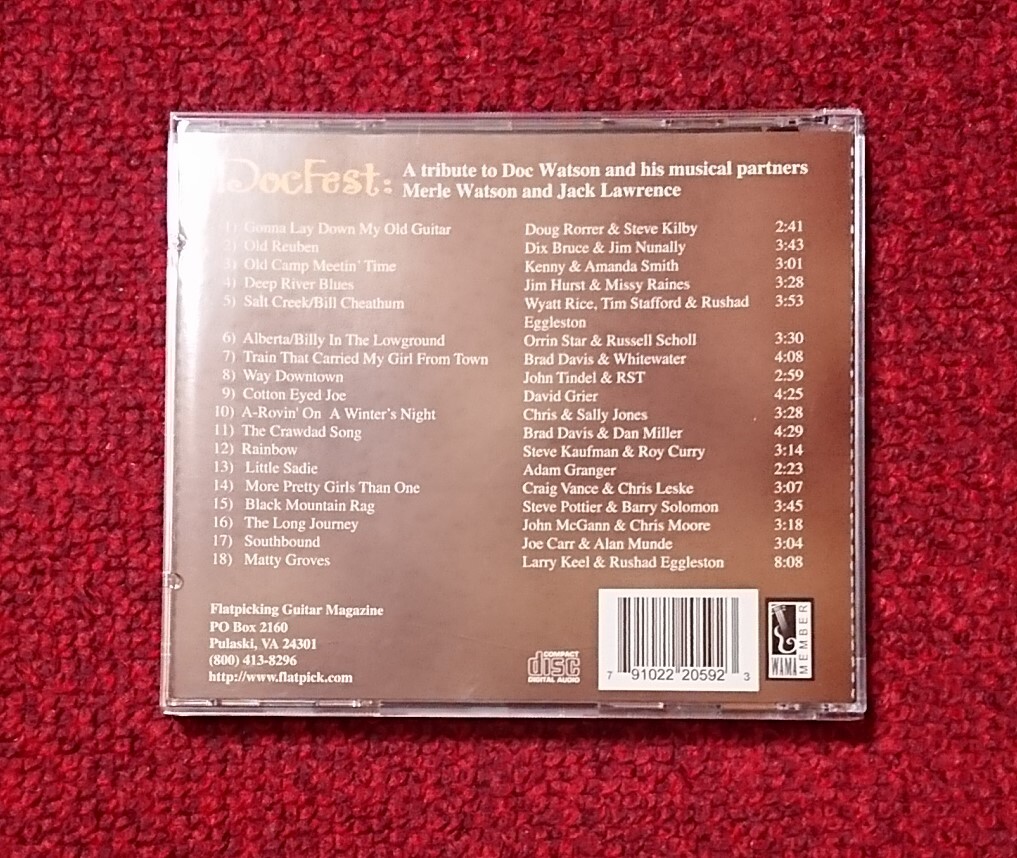 DocFest: A tribute to Doc Watson and his musical partners
Merle Watson and Jack Lawrence
1) Gonna Lay Down My Old Guitar Doug Rorrer & Steve Kilby 2:41
2) Old Reuben Dix Bruce & Jim Nunally 3:43
3) Old Camp Meetin' Time Kenny & Amanda Smith 3:01
4) Deep River Blues Jim Hurst & Missy Raines 3:28
5) Salt Creek/Bill Cheathum Wyatt Rice, Tim Stafford & Rushad 3:53
Eggleston
6) Alberta/Billy In The Lowground Orrin Star & Russell Scholl 3:30
7) Train That Carried My Girl From Town Brad Davis & Whitewater 4:08
8) Way Downtown John Tindel & RST 2:59
9) Cotton Eyed Joe David Grier 4:25
10) A-Rovin' On A Winter's Night Chris & Sally Jones 3:28
11) The Crawdad Song Brad Davis & Dan Miller 4:29
12) Rainbow Steve Kaufman & Roy Curry 3:14
13) Little Sadie Adam Granger 2:23
14) More Pretty Girls Than One Craig Vance & Chris Leske 3:07
15) Black Mountain Rag Steve Pottier & Barry Solomon 3:45
16) The Long Journey John McGann & Chris Moore 3:18
17) Southbound Joe Carr & Alan Munde 3:04
18) Matty Groves Larry Keel & Rushad Eggleston 8:08
Flatpicking Guitar Magazine
PO Box 2160
Pulaski, VA 24301
(800) 413-8296
http://www.flatpick.com
COMPACT
disc
DIGITAL AUDIO
7 91022 20592 3
WAMA
MEMBER